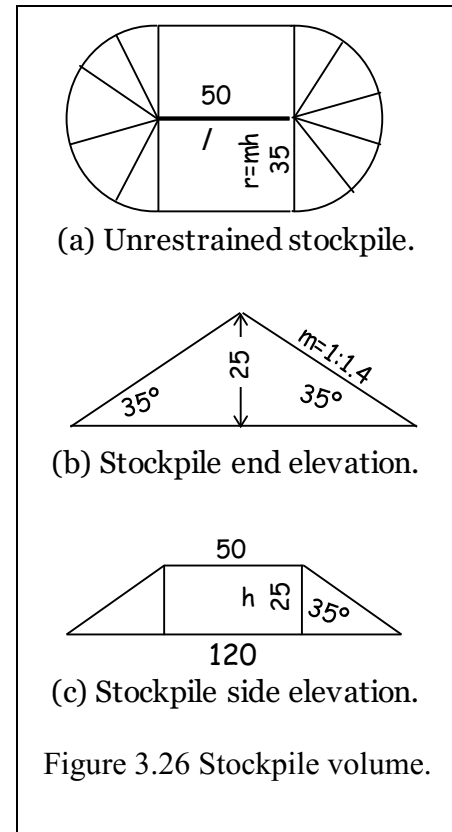 50
l
r=mh
35
(a) Unrestrained stockpile.
25
m=1:1.4
35°
35°
(b) Stockpile end elevation.
50
h
25
35°
120
(c) Stockpile side elevation.
Figure 3.26 Stockpile volume.